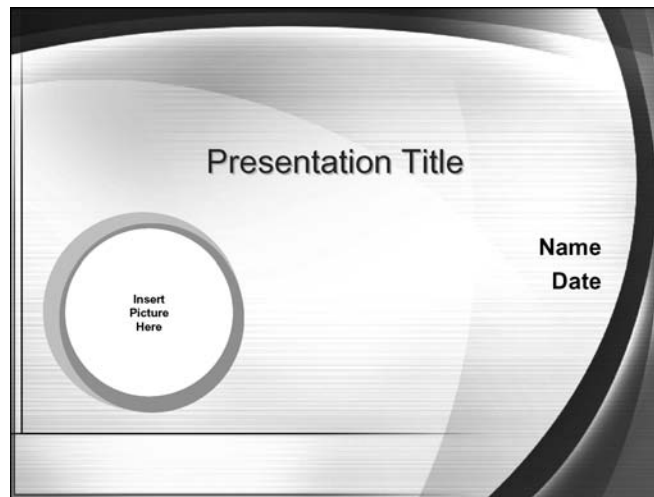 Presentation Title
Name
Date
Insert
Picture
Here